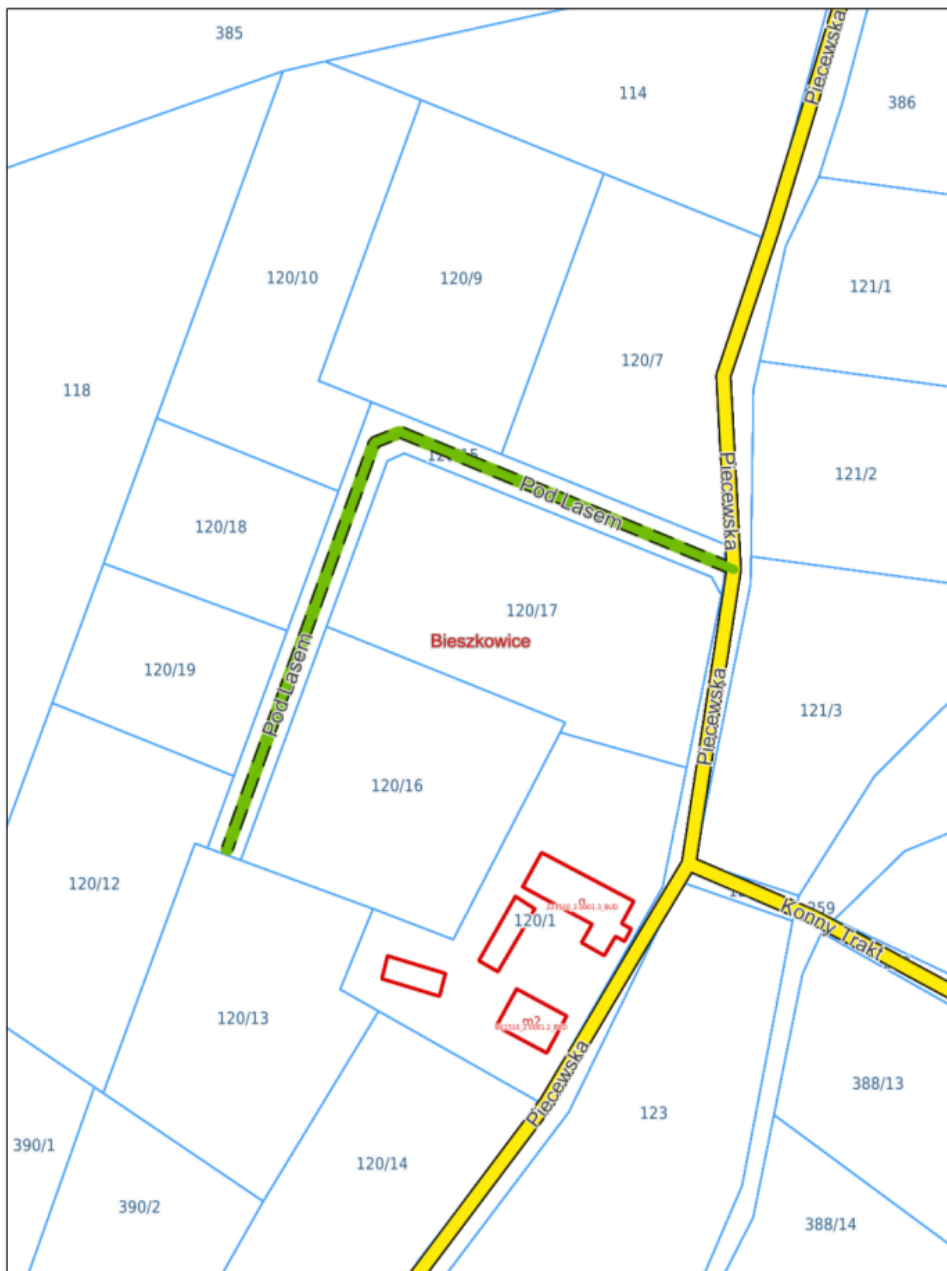 385
Piecewska
114
386
120/10
120/9
121/1
120/7
118
121/2
Piecewska
Pod Lasem
120/18
120/17
Bieszkowice
120/19
Pod Lasem
Piecewska
121/3
120/16
120/12
259
120/1
Konny Trakt
m2
120/13
Piecewska
388/13
123
390/1
120/14
390/2
388/14